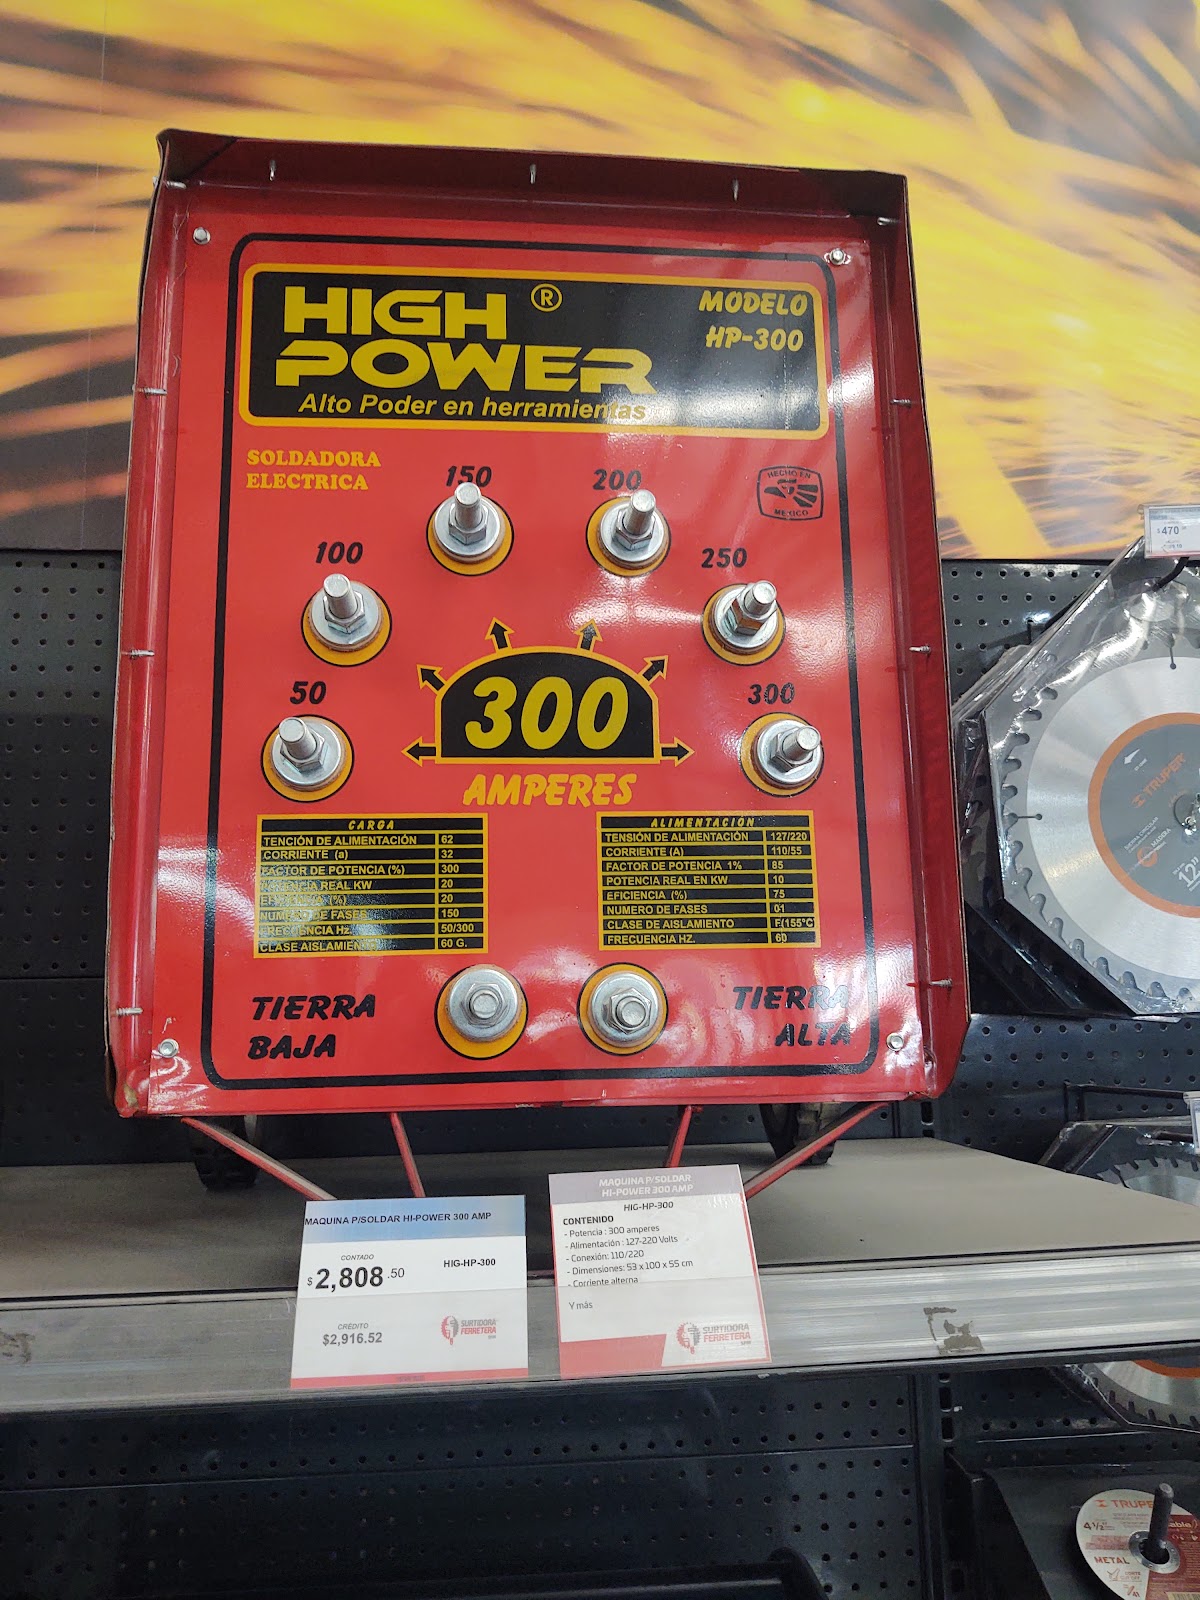 HIGH ®
POWER
Alto Poder en herramientas
MODELO
HP-300
SOLDADORA
ELECTRICA
HECHO EN
MEXICO
150
200
100
250
50
300
300
AMPERES
CARGA
TENCIÓN DE ALIMENTACIÓN 62
CORRIENTE (a) 32
FACTOR DE POTENCIA (%) 300
POTENCIA REAL KW 20
EFICIENCIA (%) 20
NUMERO DE FASES 150
FRECUENCIA Hz. 50/300
CLASE AISLAMIENTO 60 G.
ALIMENTACIÓN
TENSIÓN DE ALIMENTACIÓN 127/220
CORRIENTE (A) 110/55
FACTOR DE POTENCIA 1% 85
POTENCIA REAL EN KW 10
EFICIENCIA (%) 75
NUMERO DE FASES 01
CLASE DE AISLAMIENTO F(155°C
FRECUENCIA HZ. 60
TIERRA
BAJA
TIERRA
ALTA
MAQUINA P/SOLDAR HI-POWER 300 AMP
CONTADO
$2,808.50
HIG-HP-300
CRÉDITO
$2,916.52
SURTIDORA
FERRETERA
MAQUINA P/SOLDAR
HI-POWER 300 AMP
HIG-HP-300
CONTENIDO
- Potencia : 300 amperes
- Alimentación : 127-220 Volts
- Conexión: 110/220
- Dimensiones: 53 x 100 x 55 cm
- Corriente alterna
Y más
SURTIDORA
FERRETERA
$470
TRUPER
MADERA
12"
TRUPE
4 1/2"
METAL